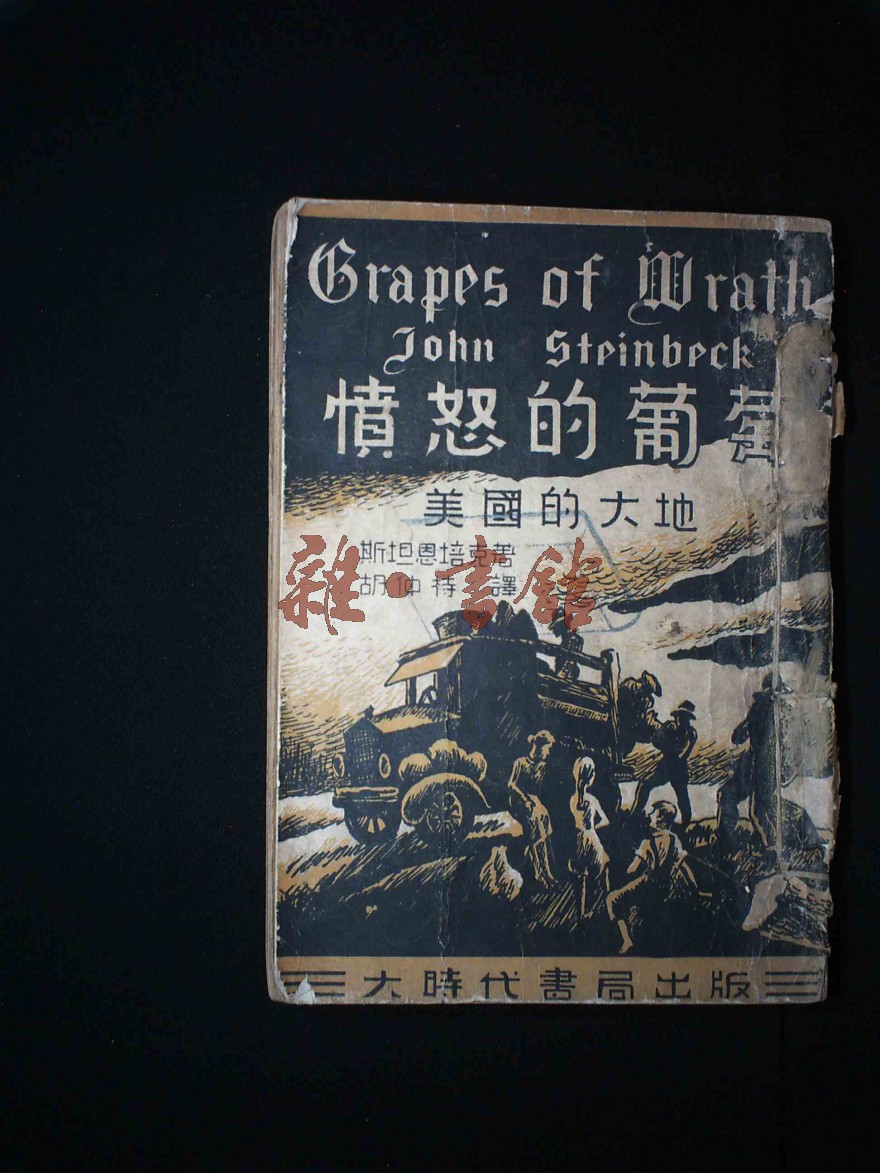 Grapes of Wrath
John Steinbeck
憤怒的葡萄
美國的大地
斯坦恩培克著
胡仲持譯
雜·書館
大時代書局出版